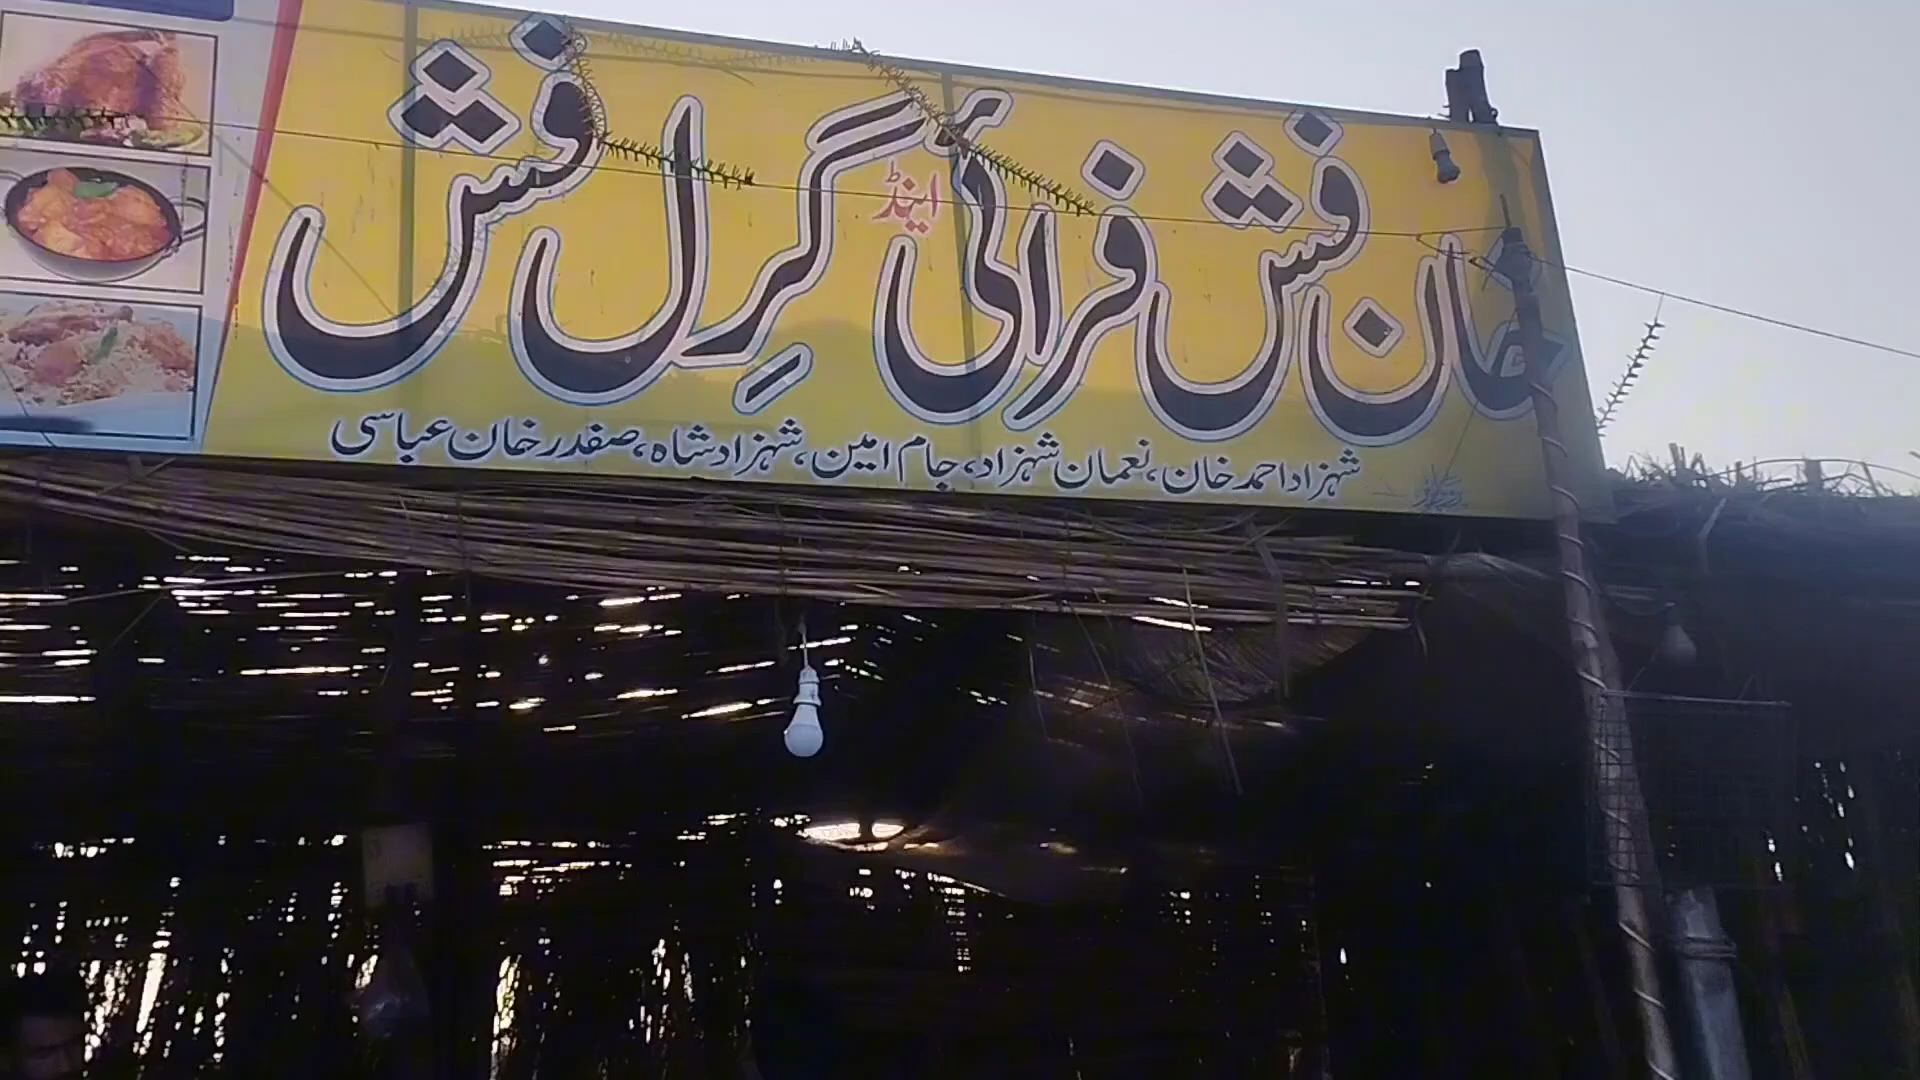 فش فرائی اینڈ گرل فش
شہزاد احمد خان، نعمان شہزاد، جام امین، شہزاد شاہ، صفدر خان عباسی